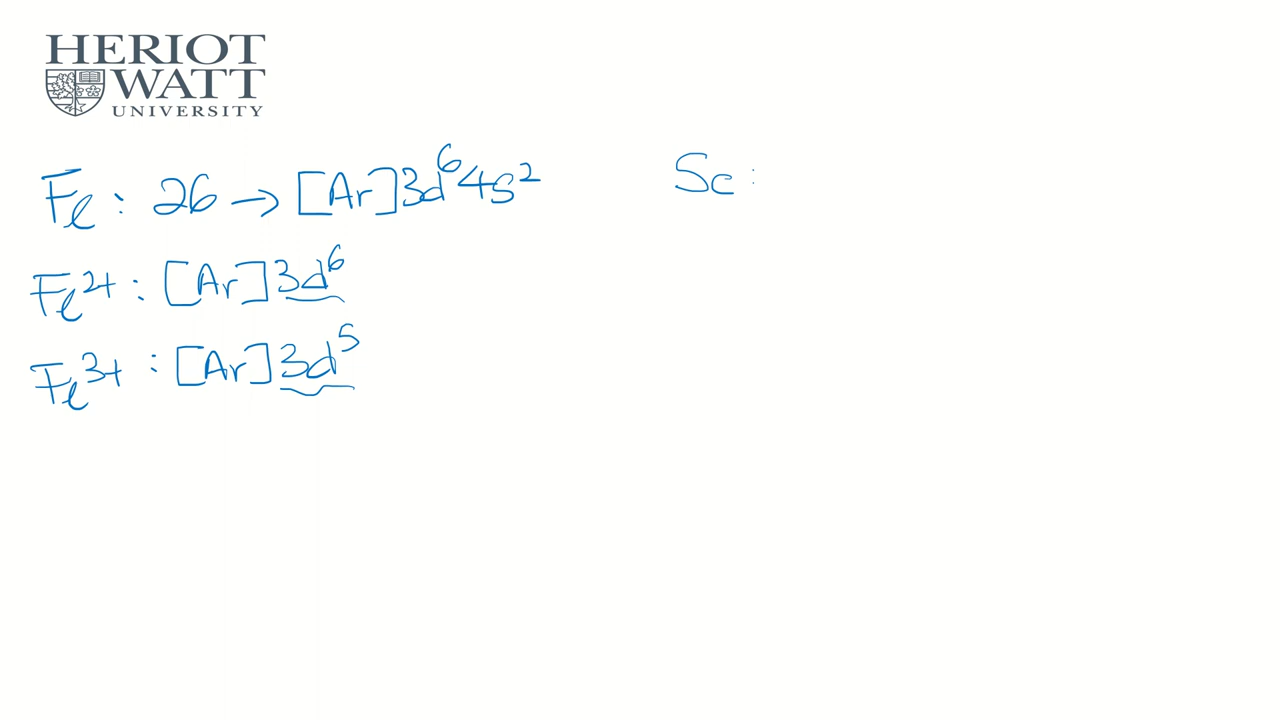 HERIOT
WATT
UNIVERSITY
Fe : 26 → [Ar]3d⁶4s²
Fe²⁺ : [Ar]3d⁶
Fe³⁺ : [Ar]3d⁵
Sc :